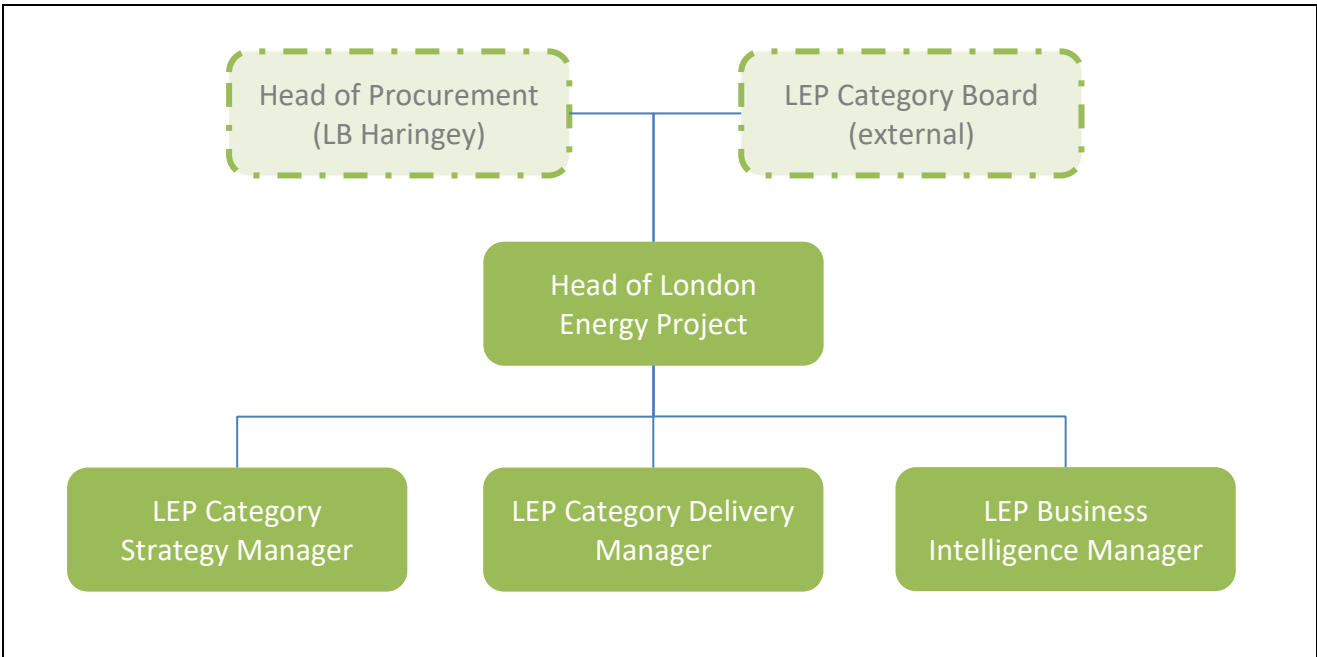 Head of Procurement
(LB Haringey)
LEP Category Board
(external)
Head of London
Energy Project
LEP Category
Strategy Manager
LEP Category Delivery
Manager
LEP Business
Intelligence Manager